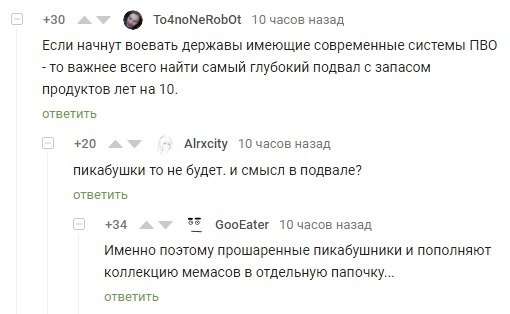 +30 To4noNeRobOt 10 часов назад
Если начнут воевать державы имеющие современные системы ПВО
- то важнее всего найти самый глубокий подвал с запасом
продуктов лет на 10.
ответить
+20 Alrxcity 10 часов назад
пикабушки то не будет. и смысл в подвале?
ответить
+34 GooEater 10 часов назад
Именно поэтому прошаренные пикабушники и пополняют
коллекцию мемасов в отдельную папочку...
ответить